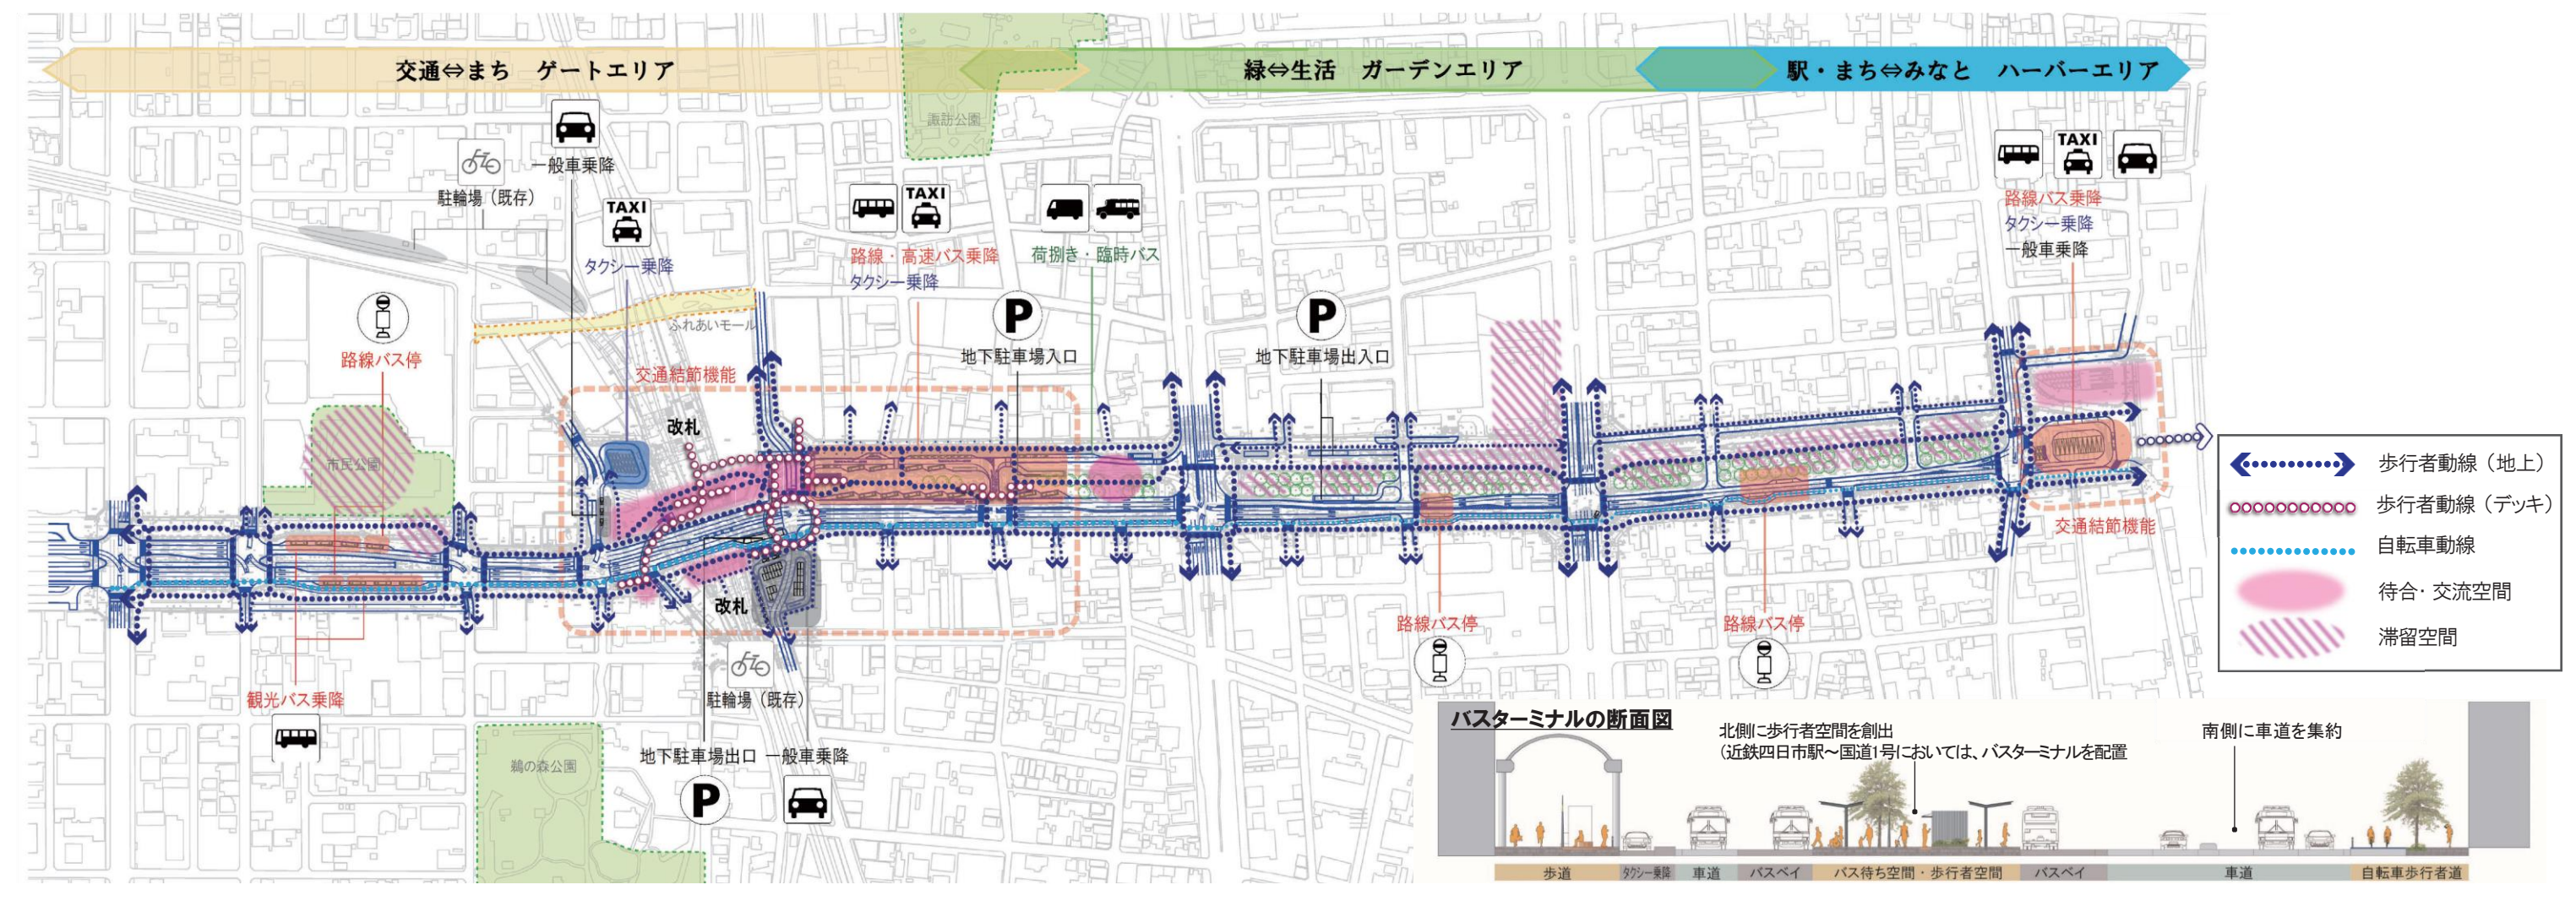 交通⇔まち　ゲートエリア
緑⇔生活　ガーデンエリア
駅・まち⇔みなと　ハーバーエリア
諏訪公園
一般車乗降
駐輪場（既存）
TAXI
タクシー乗降
TAXI
路線・高速バス乗降
タクシー乗降
荷捌き・臨時バス
TAXI
路線バス乗降
タクシー乗降
一般車乗降
ふれあいモール
路線バス停
P
地下駐車場入口
P
地下駐車場出入口
交通結節機能
改札
市民公園
改札
交通結節機能
路線バス停
路線バス停
観光バス乗降
駐輪場（既存）
地下駐車場出口
一般車乗降
P
鵜の森公園
歩行者動線（地上）
歩行者動線（デッキ）
自転車動線
待合・交流空間
滞留空間
バスターミナルの断面図
北側に歩行者空間を創出
（近鉄四日市駅～国道1号においては、バスターミナルを配置
南側に車道を集約
歩道
タクシー乗降
車道
バスベイ
バス待ち空間・歩行者空間
バスベイ
車道
自転車歩行者道